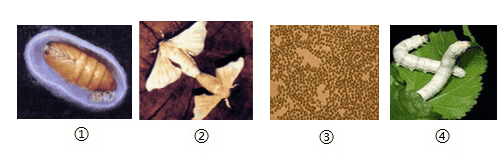 ① ② ③ ④